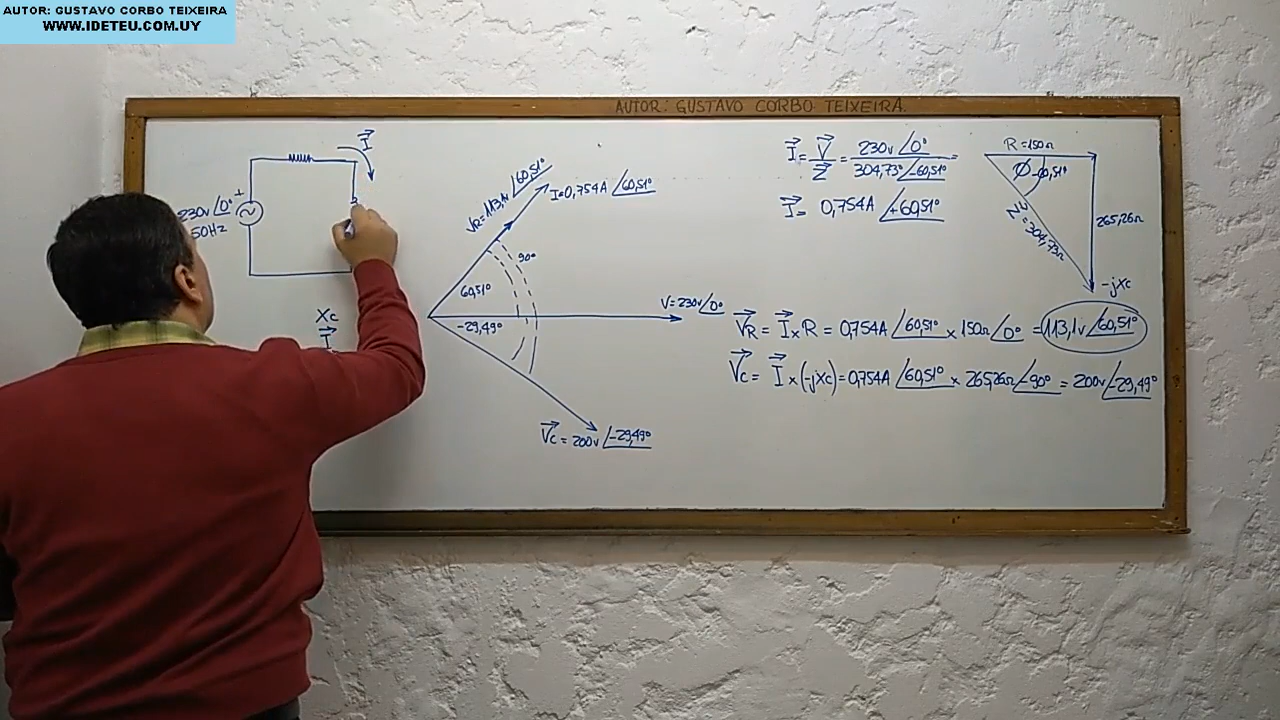 AUTOR: GUSTAVO CORBO TEIXEIRA
WWW.IDETEU.COM.UY
AUTOR: GUSTAVO CORBO TEIXEIRA.
I
+
230v ∠0°
50Hz
Xc
I
VR=113,1v ∠60,51°
I=0,754A ∠60,51°
90°
60,51°
V=230v ∠0°
-29,49°
Vc=200v ∠-29,49°
I = V/Z = 230v ∠0° / 304,73° ∠-60,51° =
I = 0,754A ∠+60,51°
R=150Ω
Ø -60,51°
Z=304,73Ω
265,26Ω
-jXc
VR = I x R = 0,754A ∠60,51° x 150Ω ∠0° = 113,1v ∠60,51°
Vc = I x (-jXc) = 0,754A ∠60,51° x 265,26Ω ∠-90° = 200v ∠-29,49°